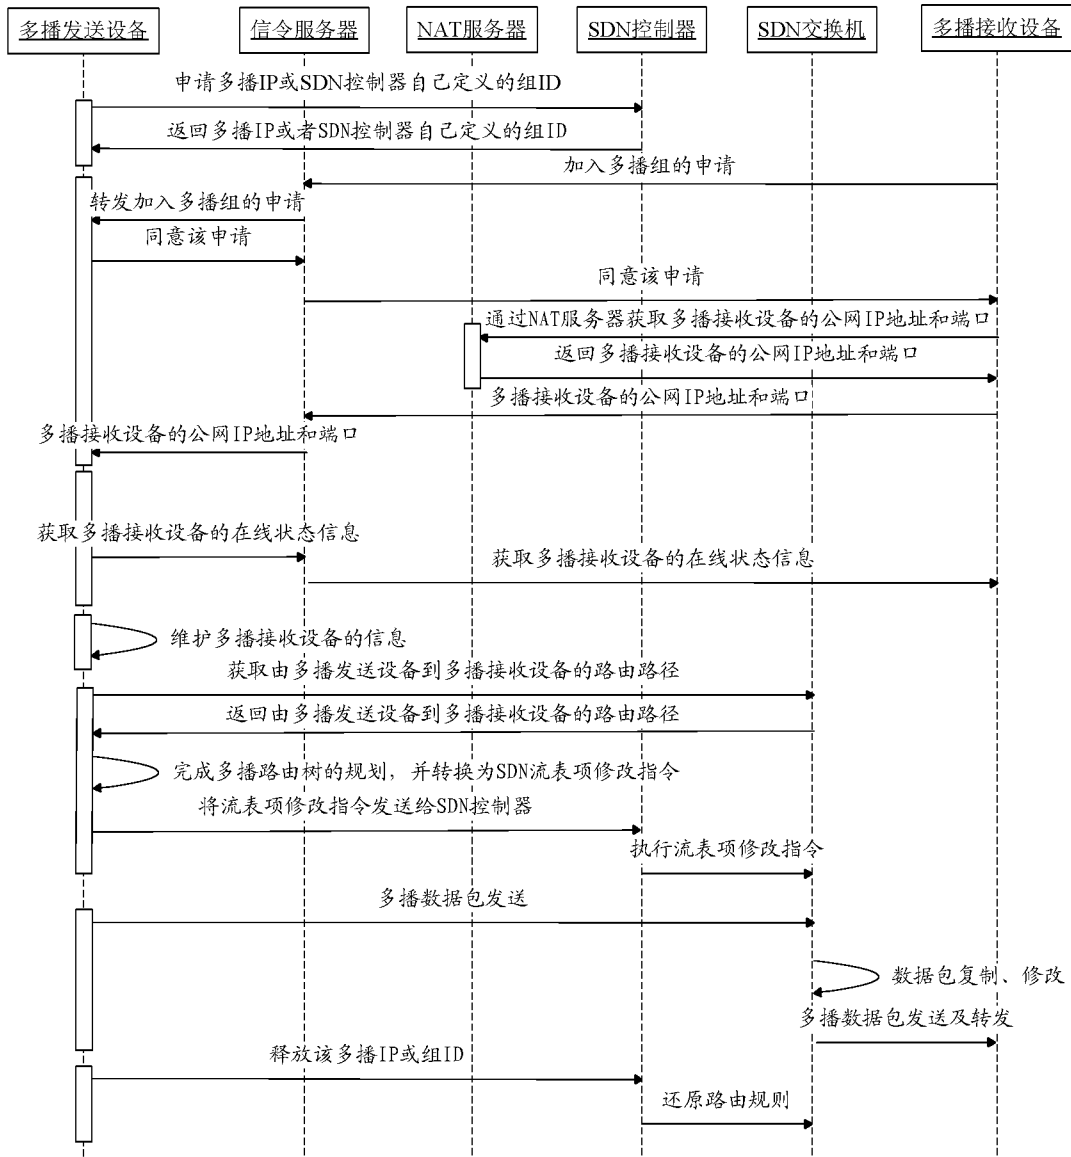 多播发送设备
信令服务器
NAT服务器
SDN控制器
SDN交换机
多播接收设备
申请多播IP或SDN控制器自己定义的组ID
返回多播IP或者SDN控制器自己定义的组ID
加入多播组的申请
转发加入多播组的申请
同意该申请
同意该申请
通过NAT服务器获取多播接收设备的公网IP地址和端口
返回多播接收设备的公网IP地址和端口
多播接收设备的公网IP地址和端口
多播接收设备的公网IP地址和端口
获取多播接收设备的在线状态信息
获取多播接收设备的在线状态信息
维护多播接收设备的信息
获取由多播发送设备到多播接收设备的路由路径
返回由多播发送设备到多播接收设备的路由路径
完成多播路由树的规划，并转换为SDN流表项修改指令
将流表项修改指令发送给SDN控制器
执行流表项修改指令
多播数据包发送
数据包复制、修改
多播数据包发送及转发
释放该多播IP或组ID
还原路由规则